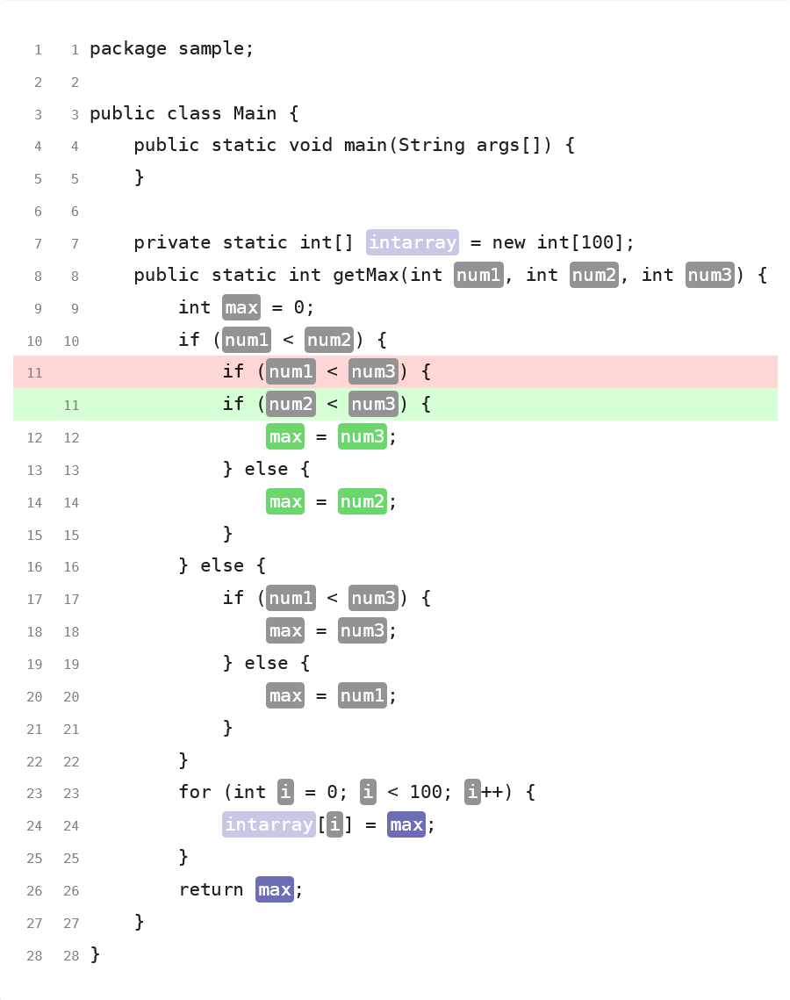 1 1 package sample;
2 2
3 3 public class Main {
4 4     public static void main(String args[]) {
5 5     }
6 6
7 7     private static int[] intarray = new int[100];
8 8     public static int getMax(int num1, int num2, int num3) {
9 9         int max = 0;
10 10         if (num1 < num2) {
11             if (num1 < num3) {
11             if (num2 < num3) {
12 12                 max = num3;
13 13             } else {
14 14                 max = num2;
15 15             }
16 16         } else {
17 17             if (num1 < num3) {
18 18                 max = num3;
19 19             } else {
20 20                 max = num1;
21 21             }
22 22         }
23 23         for (int i = 0; i < 100; i++) {
24 24             intarray[i] = max;
25 25         }
26 26         return max;
27 27     }
28 28 }